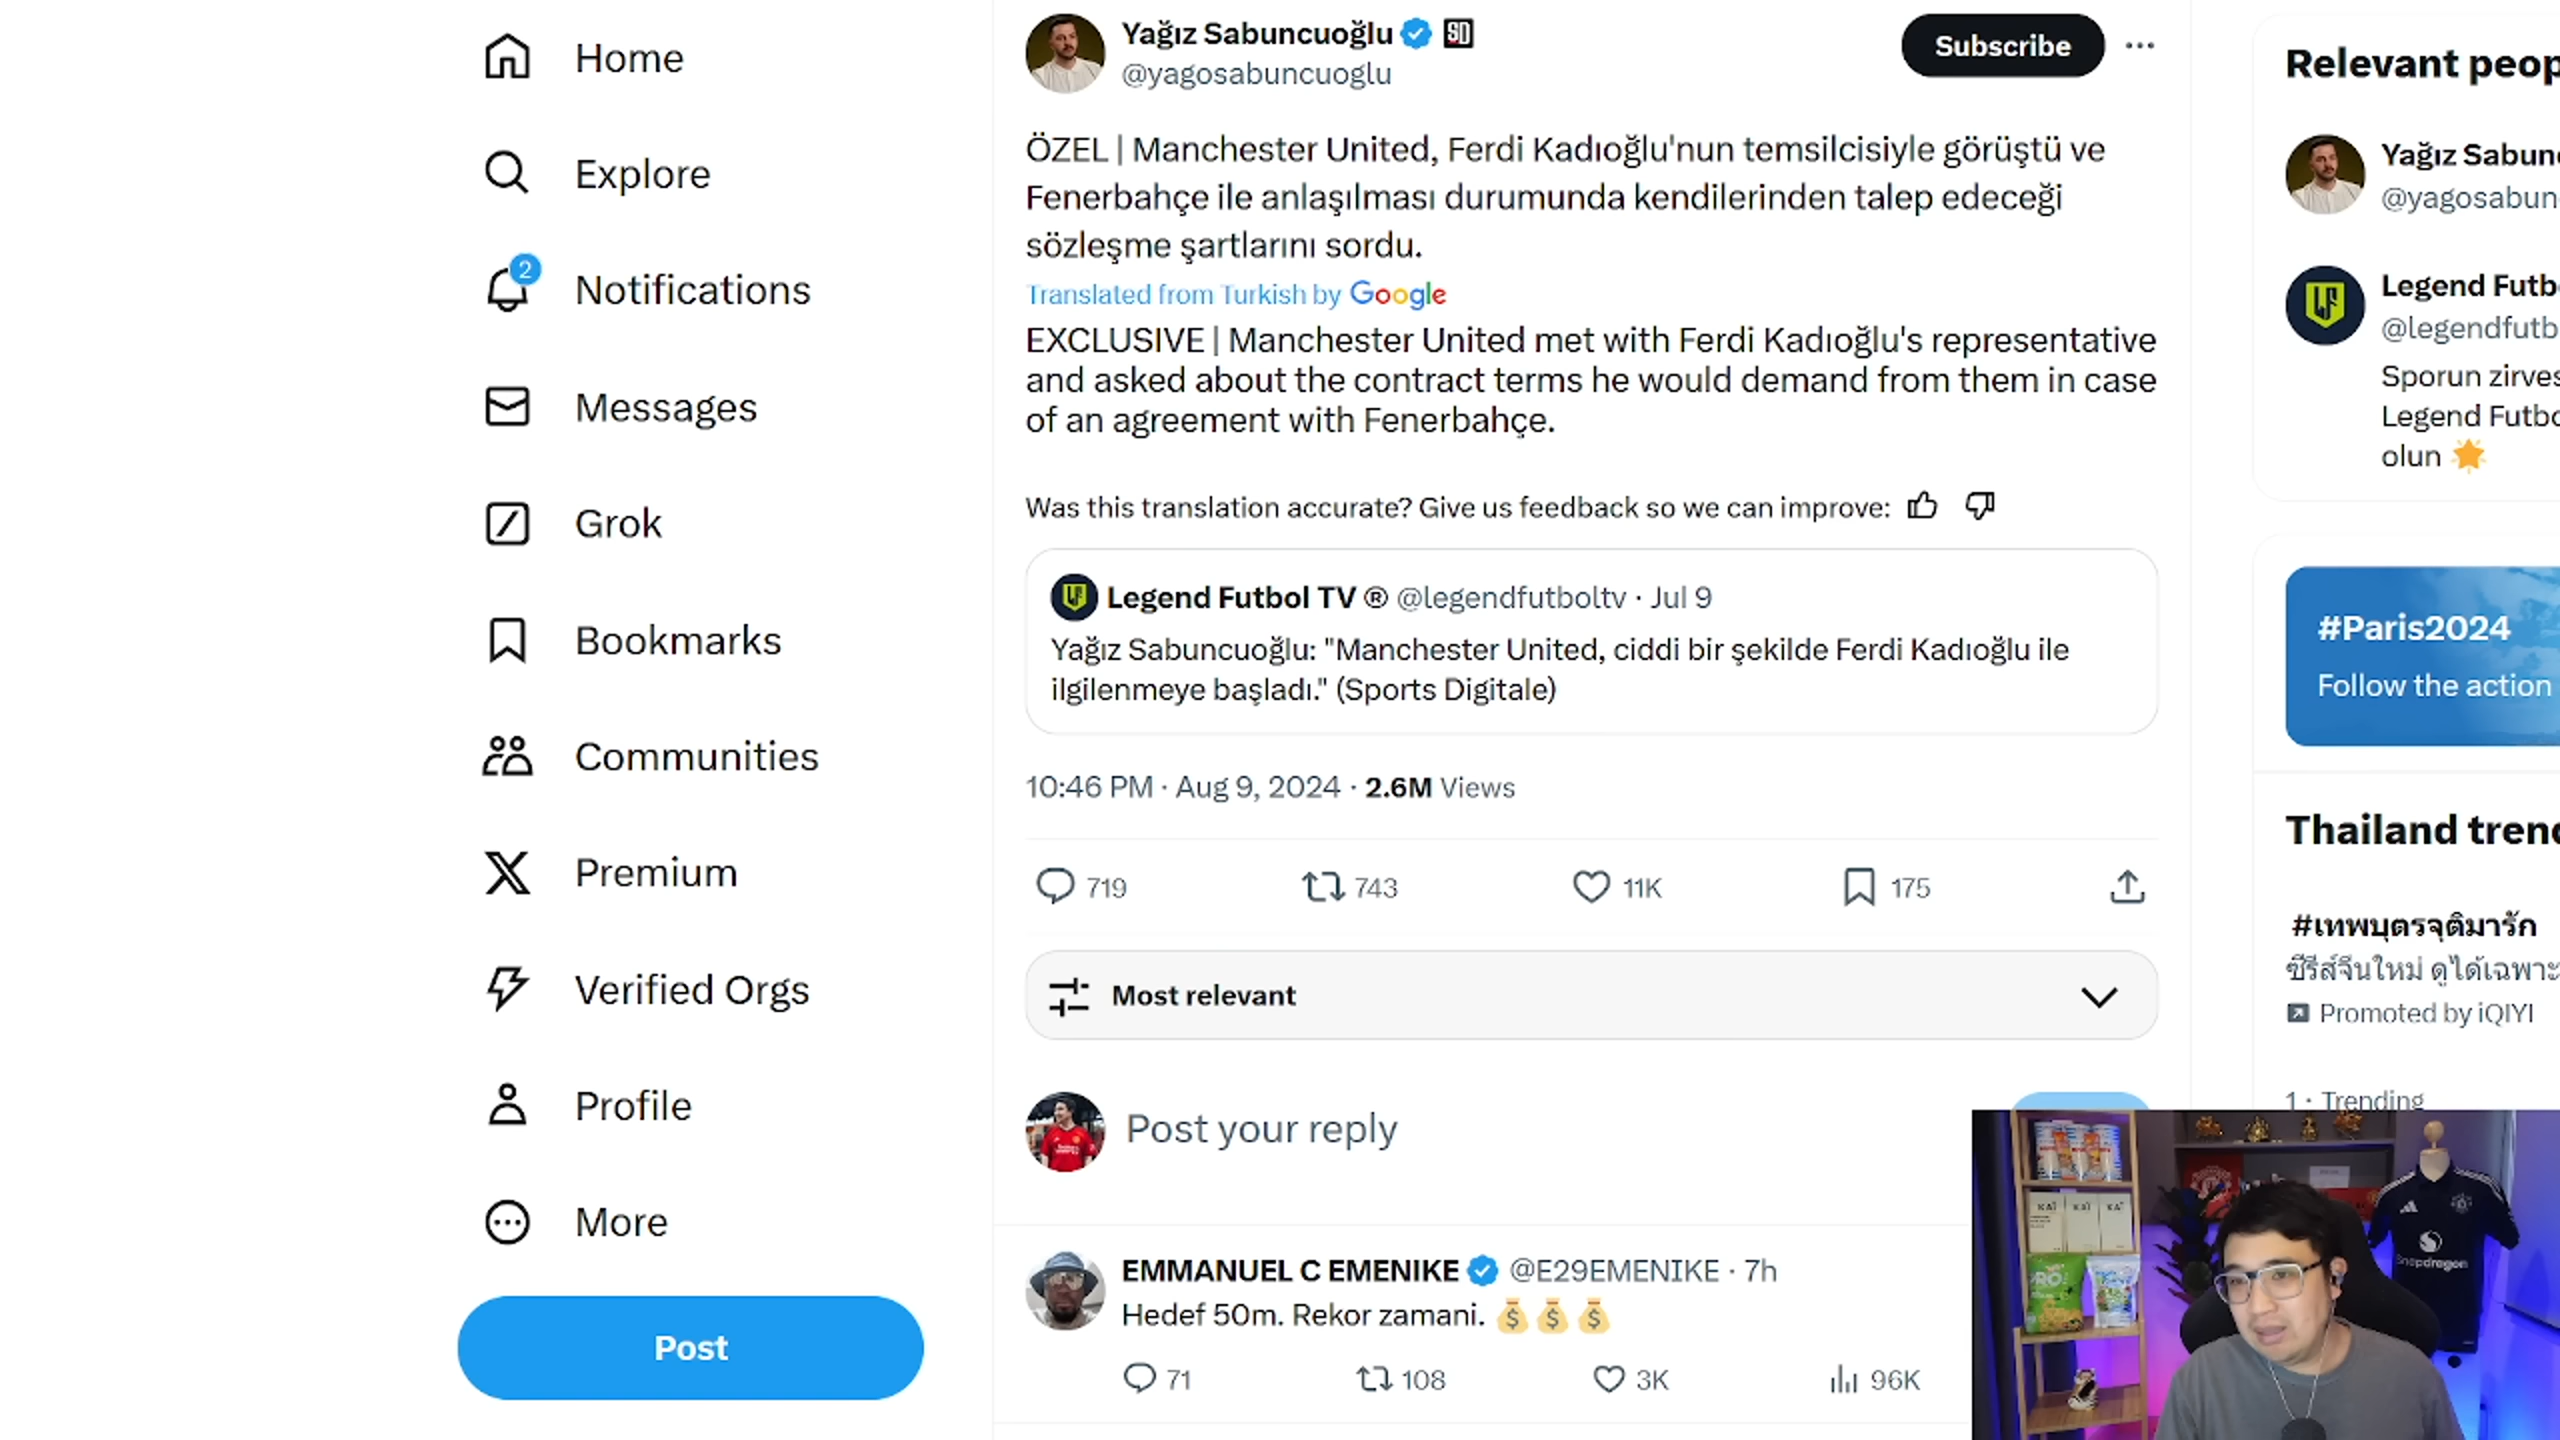 Home
Explore
2
Notifications
Messages
Grok
Bookmarks
Communities
Premium
Verified Orgs
Profile
More
Post
Yağız Sabuncuoğlu SD
@yagosabuncuoglu
Subscribe
ÖZEL | Manchester United, Ferdi Kadıoğlu'nun temsilcisiyle görüştü ve
Fenerbahçe ile anlaşılması durumunda kendilerinden talep edeceği
sözleşme şartlarını sordu.
Translated from Turkish by Google
EXCLUSIVE | Manchester United met with Ferdi Kadıoğlu's representative
and asked about the contract terms he would demand from them in case
of an agreement with Fenerbahçe.
Was this translation accurate? Give us feedback so we can improve:
Legend Futbol TV ® @legendfutboltv · Jul 9
Yağız Sabuncuoğlu: "Manchester United, ciddi bir şekilde Ferdi Kadıoğlu ile
ilgilenmeye başladı." (Sports Digitale)
10:46 PM · Aug 9, 2024 · 2.6M Views
719 743 11K 175
Most relevant
Post your reply
EMMANUEL C EMENIKE @E29EMENIKE · 7h
Hedef 50m. Rekor zamani. 💰💰💰
71 108 3K 96K
Relevant peop
Yağız Sabun
@yagosabun
Legend Futb
@legendfutb
Sporun zirves
Legend Futbo
olun 🌟
#Paris2024
Follow the action
Thailand trend
#เทพบุตรจุติมารัก
ซีรีส์จีนใหม่ ดูได้เฉพาะ
Promoted by iQIYI
1 · Trending
KAI KAI KAI
PRO
Snapdragon